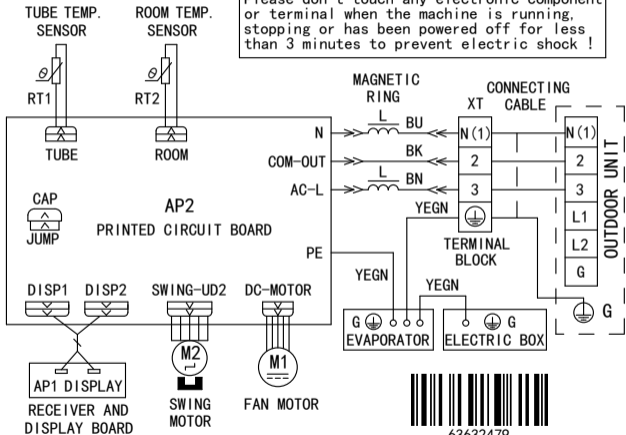 Please don't touch any electronic component
or terminal when the machine is running,
stopping or has been powered off for less
than 3 minutes to prevent electric shock !
TUBE TEMP.
SENSOR
ROOM TEMP.
SENSOR
θ
RT1
θ
RT2
TUBE
ROOM
MAGNETIC
RING
XT
CONNECTING
CABLE
N
L
BU
N(1)
N(1)
COM-OUT
BK
2
2
AC-L
L
BN
3
3
YEGN
L1
L2
G
OUTDOOR UNIT
TERMINAL
BLOCK
CAP
JUMP
AP2
PRINTED CIRCUIT BOARD
PE
YEGN
YEGN
G
DISP1
DISP2
SWING-UD2
DC-MOTOR
G
EVAPORATOR
G
ELECTRIC BOX
M2
M1
AP1 DISPLAY
RECEIVER AND
DISPLAY BOARD
SWING
MOTOR
FAN MOTOR
63632479